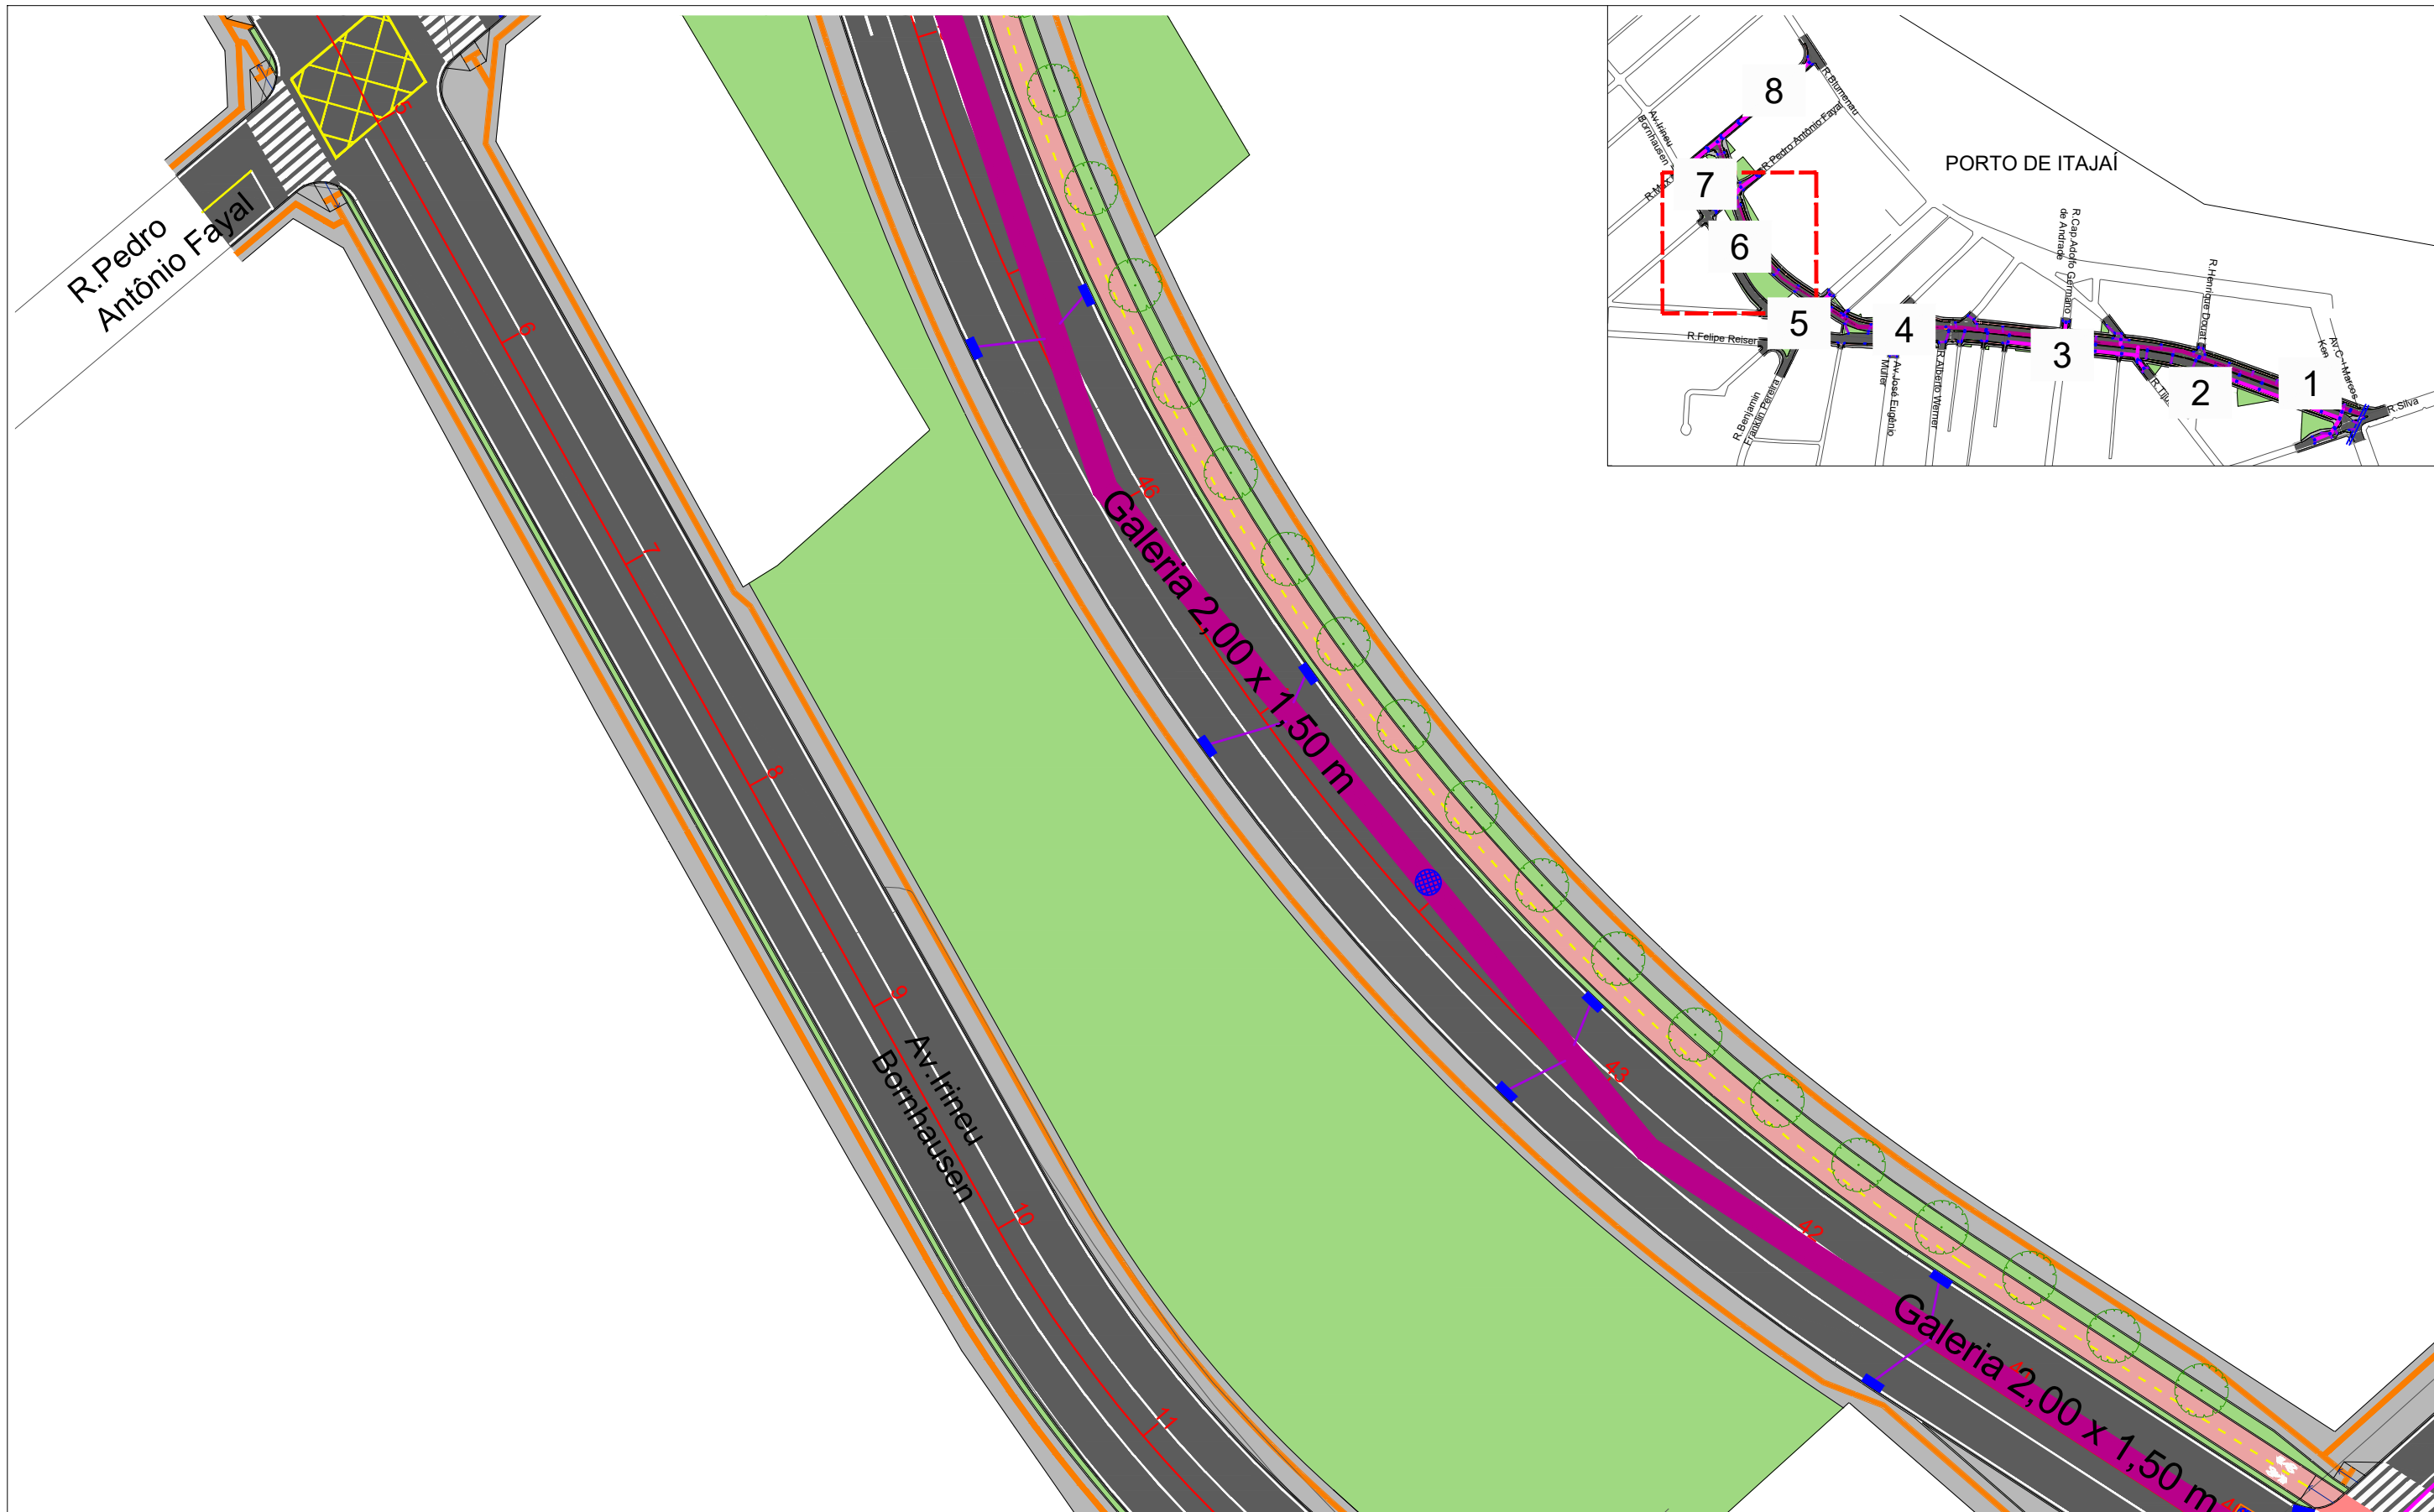 R.Pedro
Antônio Fayal
5
6
7
8
9
10
11
Av.Irineu
Bornhausen
46
Galeria 2,00 x 1,50 m
43
42
Galeria 2,00 x 1,50 m
PORTO DE ITAJAÍ
8
7
6
5
4
3
2
1
R.Blumenau
Av.Irineu
Bornhausen
R.Pedro Antônio Fayal
R.Felipe Reiser
R.Benjamin
Franklin Pereira
Av.José Eugênio
Müller
R.Alberto Werner
R.Cap Adolfo Germano
de Andrade
R.Henrique Douat
R.Silva